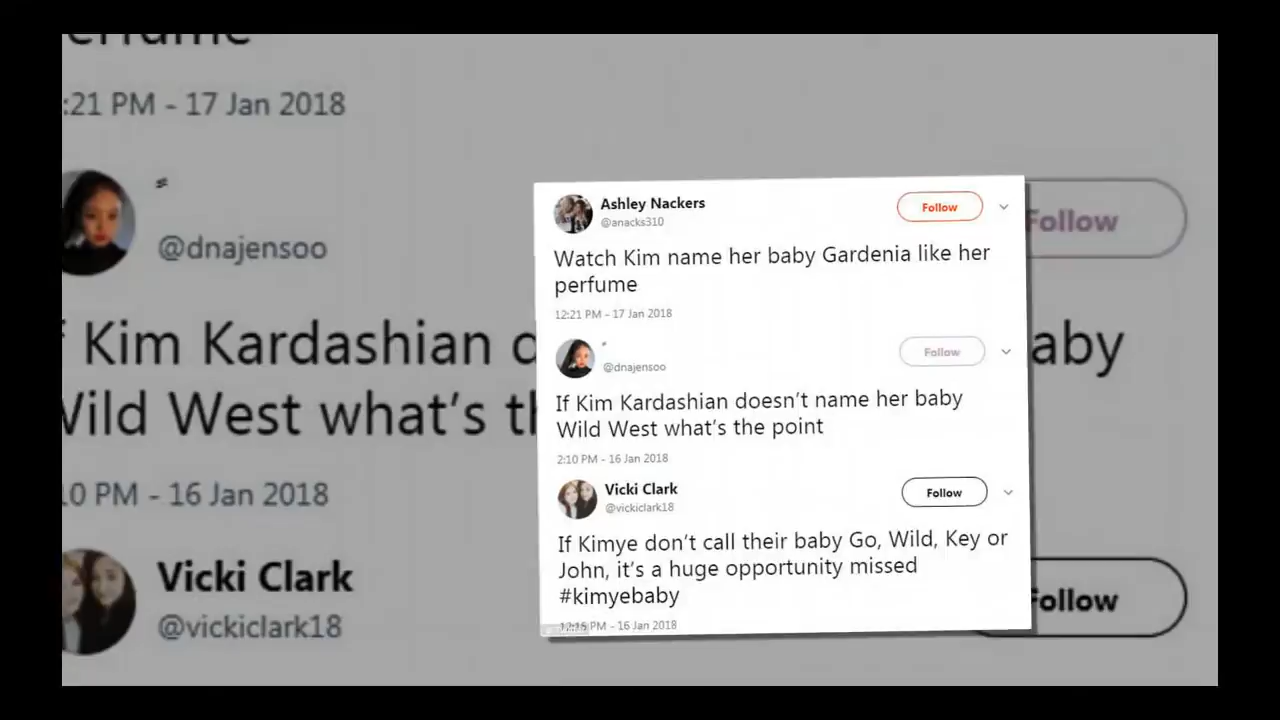 :21 PM - 17 Jan 2018
@dnajensoo
Follow
Kim Kardashian
aby
Wild West what's th
10 PM - 16 Jan 2018
Vicki Clark
@vickiclark18
Follow
Ashley Nackers
@anacks310
Follow
Watch Kim name her baby Gardenia like her
perfume
12:21 PM - 17 Jan 2018
@dnajensoo
Follow
If Kim Kardashian doesn't name her baby
Wild West what's the point
2:10 PM - 16 Jan 2018
Vicki Clark
@vickiclark18
Follow
If Kimye don't call their baby Go, Wild, Key or
John, it's a huge opportunity missed
#kimyebaby
12:16 PM - 16 Jan 2018